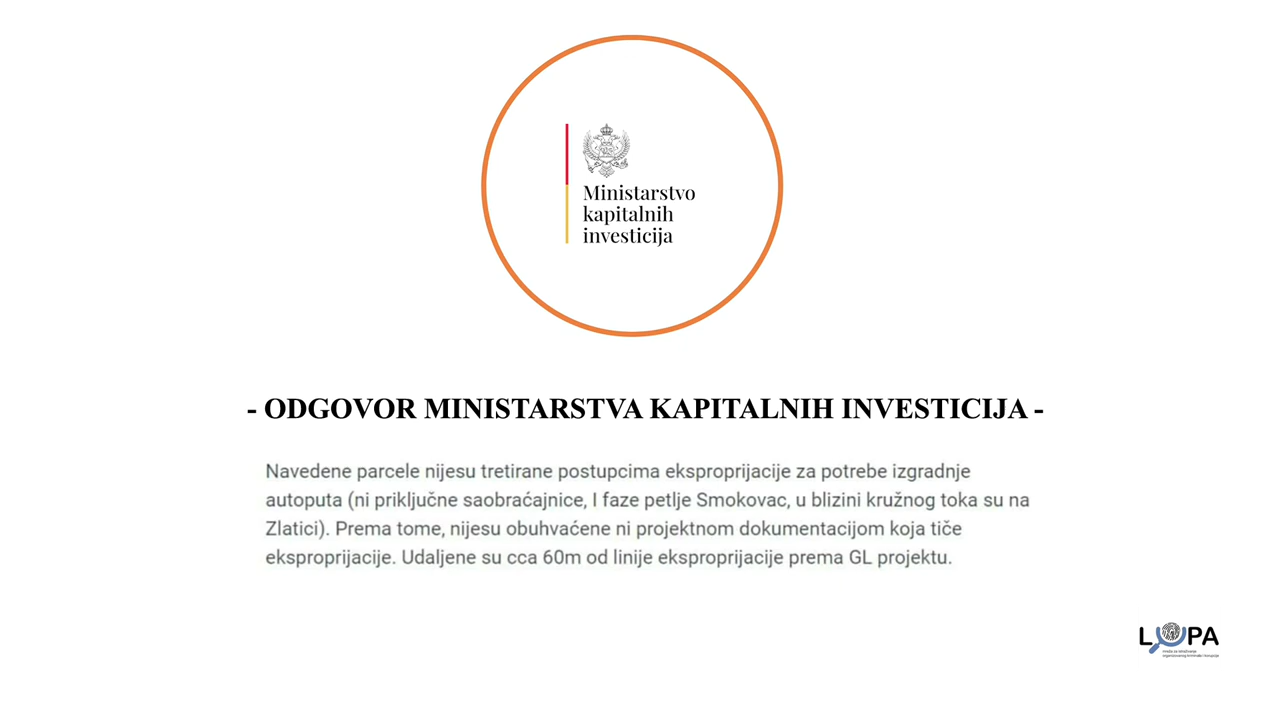 Ministarstvo
kapitalnih
investicija
- ODGOVOR MINISTARSTVA KAPITALNIH INVESTICIJA -
Navedene parcele nijesu tretirane postupcima eksproprijacije za potrebe izgradnje
autoputa (ni priključne saobraćajnice, I faze petlje Smokovac, u blizini kružnog toka su na
Zlatici). Prema tome, nijesu obuhvaćene ni projektnom dokumentacijom koja tiče
eksproprijacije. Udaljene su cca 60m od linije eksproprijacije prema GL projektu.
LUPA